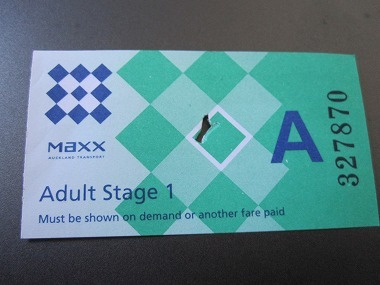 MAXX
AUCKLAND TRANSPORT
A
327870
Adult Stage 1
Must be shown on demand or another fare paid